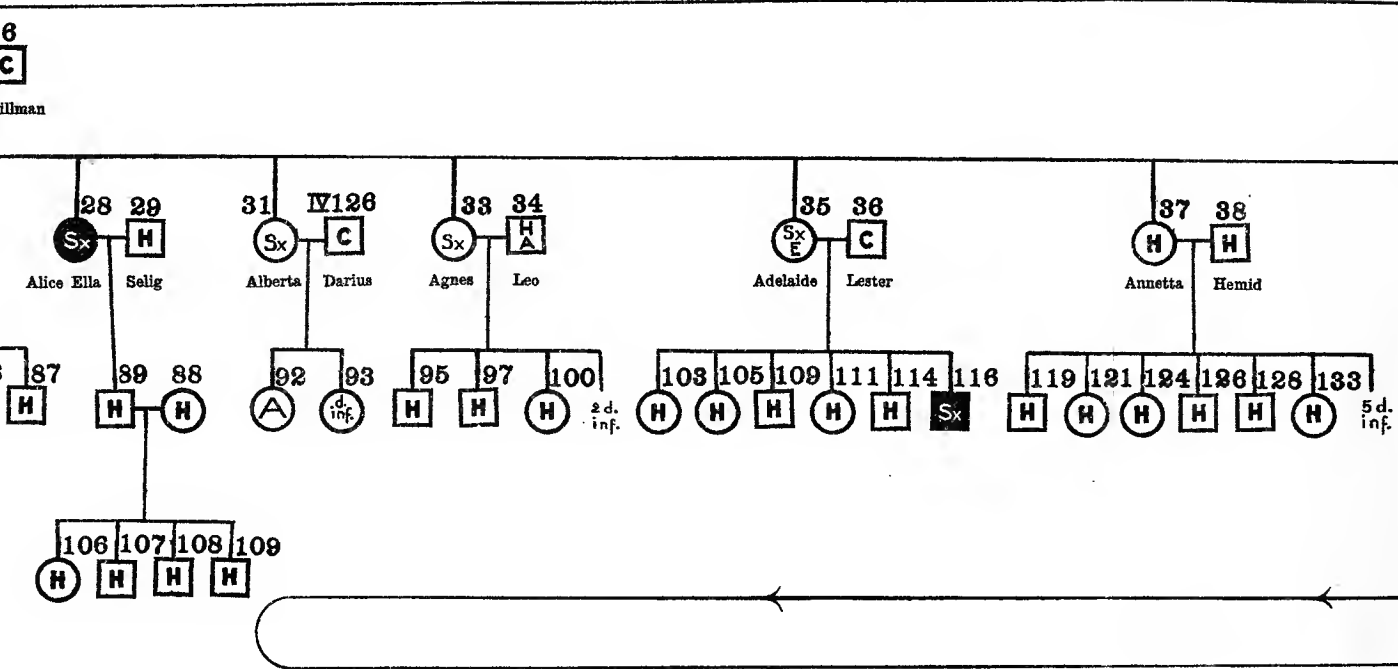 6
C
illman
28 29 31 IV126 33 34 35 36 37 38
Sx H Sx C Sx H A Sx E C H H
Alice Ella Selig Alberta Darius Agnes Leo Adelaide Lester Annetta Hemid
87 89 88 92 93 95 97 100 103 105 109 111 114 116 119 121 124 126 128 133
H H H A d. inf. H H H 2 d. inf. H H H H H Sx H H H H H H 5 d. inf.
106 107 108 109
H H H H